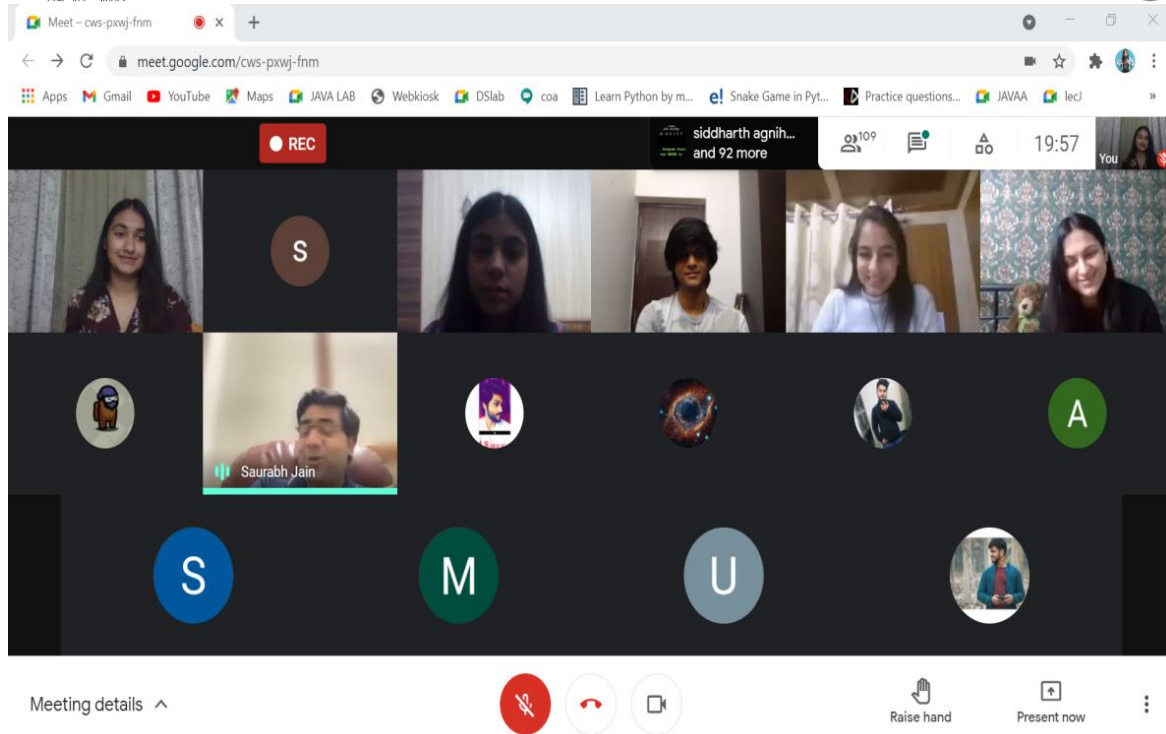 Meet – cws-pxwj-fnm
meet.google.com/cws-pxwj-fnm
Apps Gmail YouTube Maps JAVA LAB Webkiosk DSlab coa Learn Python by m... Snake Game in Pyt... Practice questions... JAVAA lecJ »
REC
siddharth agnih...
and 92 more
109
19:57
You
S
Saurabh Jain
A
S M U
Meeting details
Raise hand
Present now